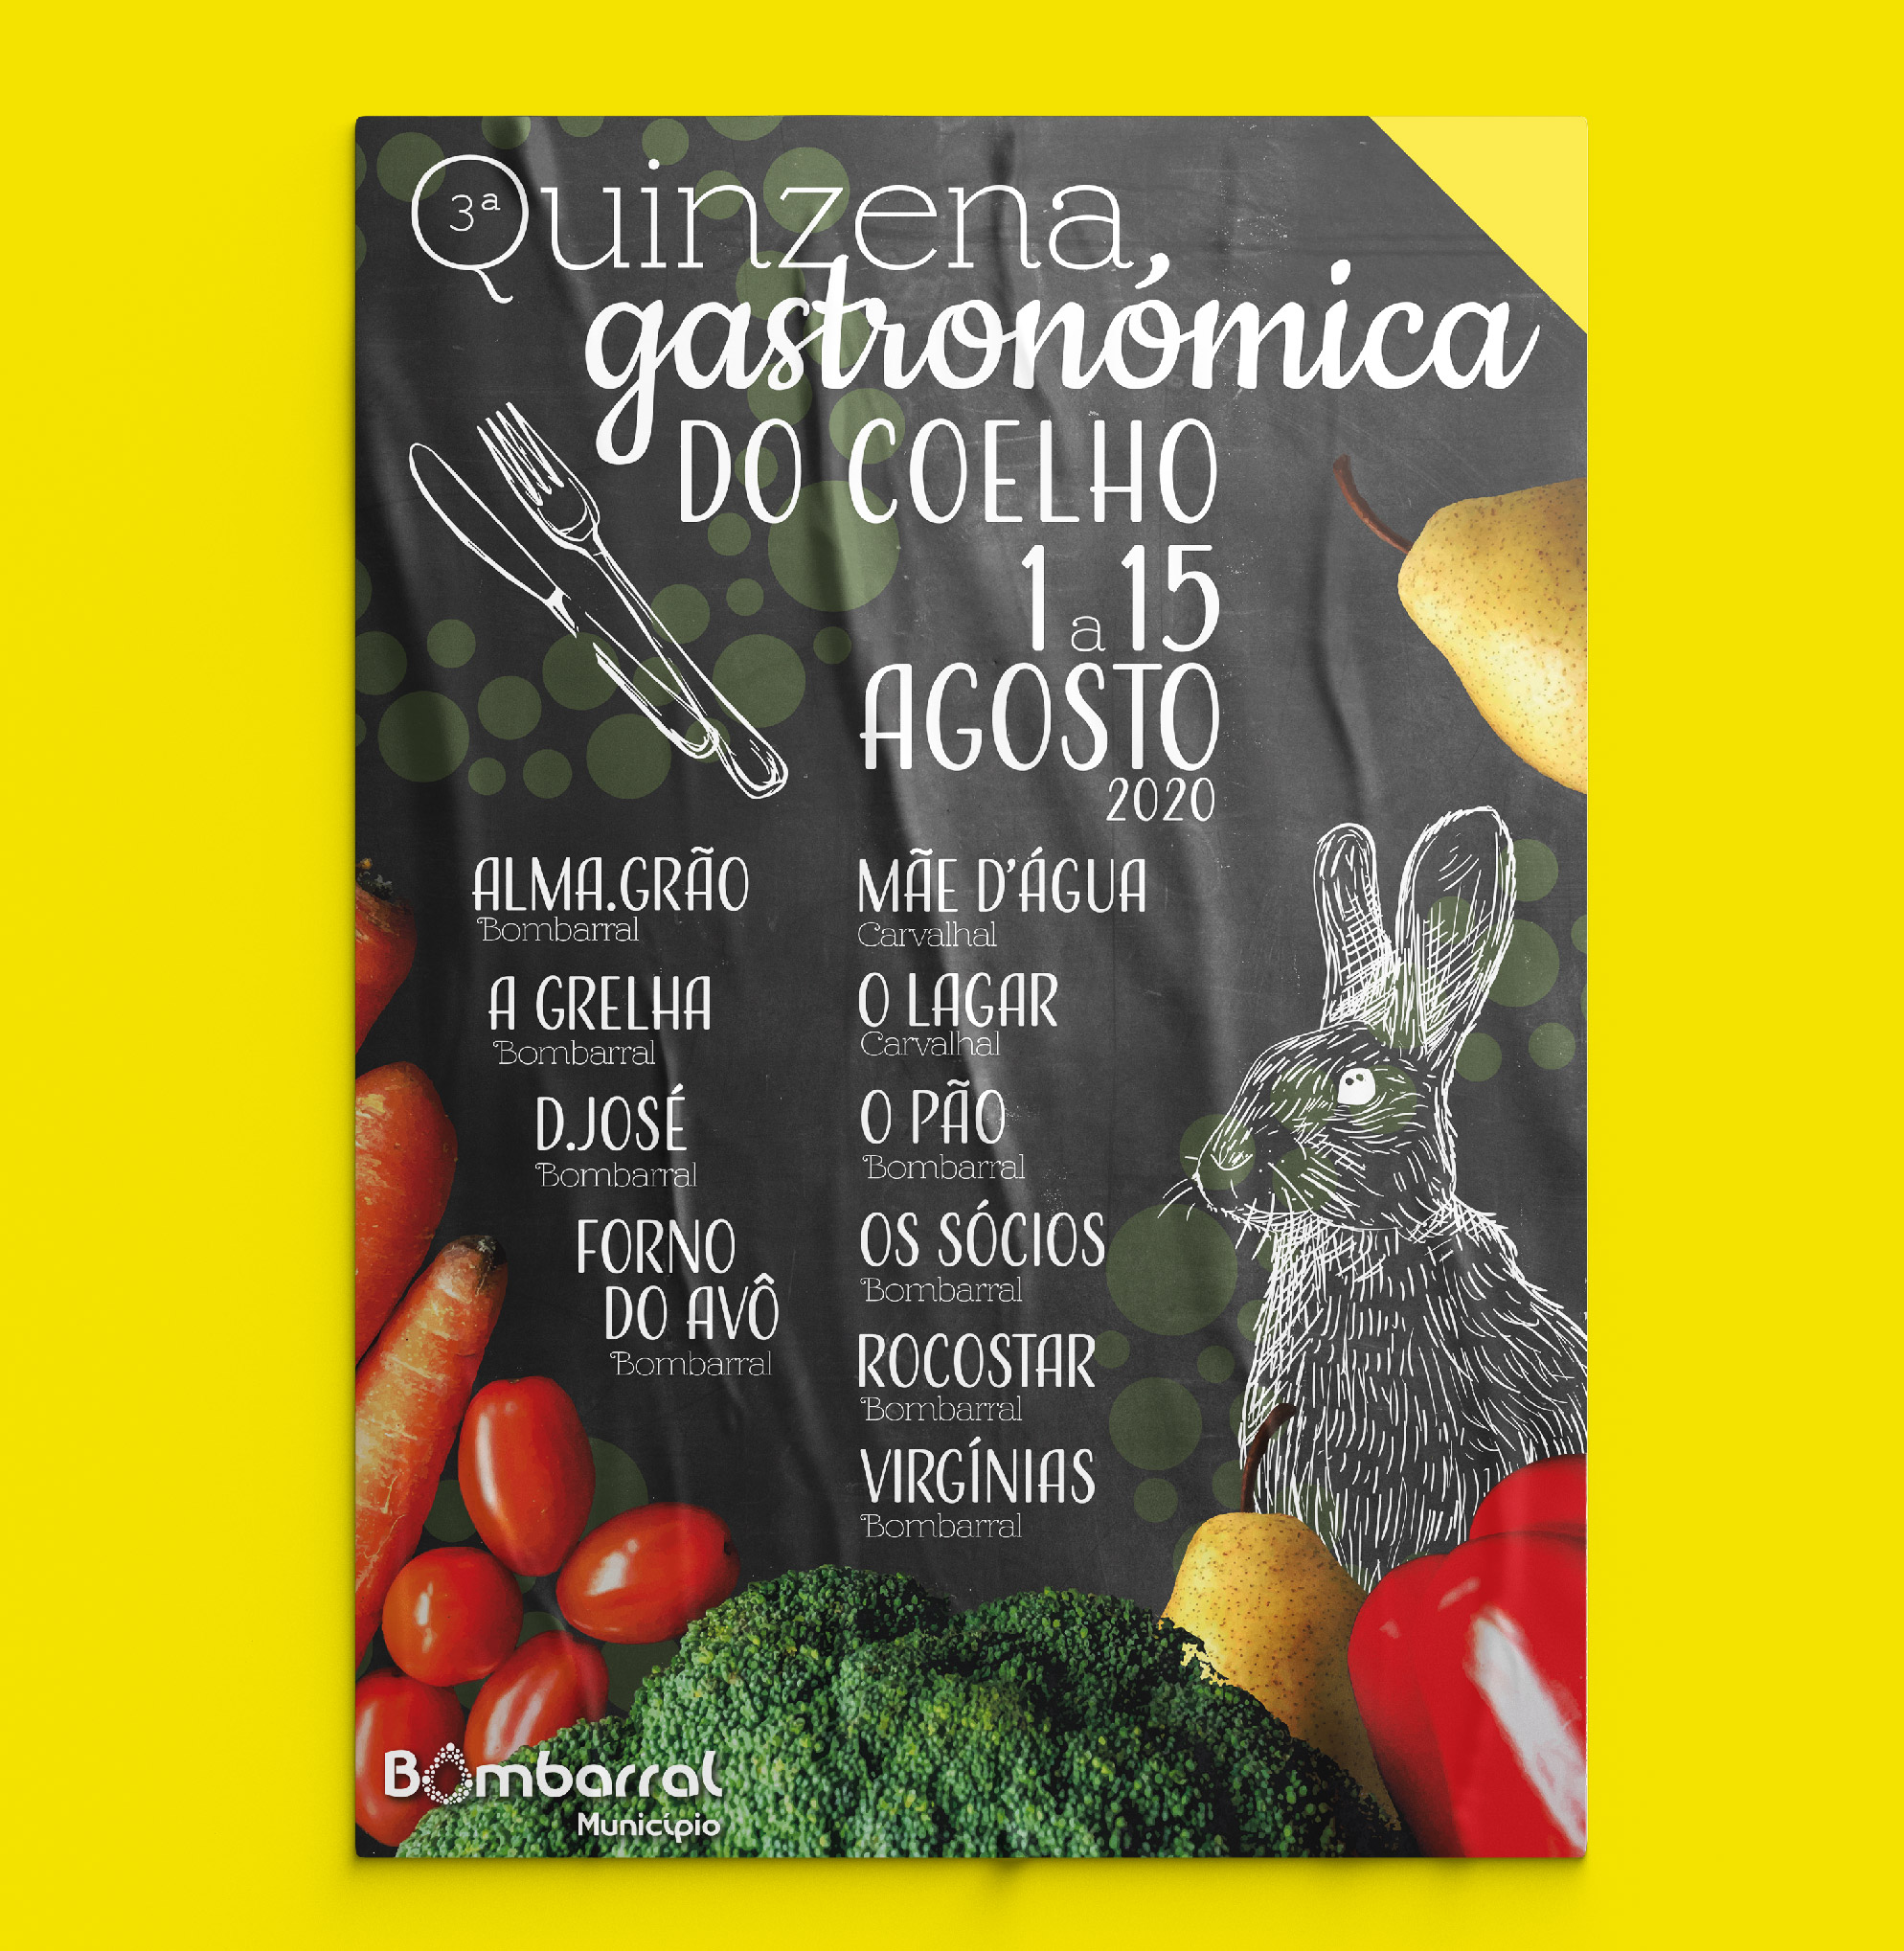 3ª Quinzena
gastronómica
DO COELHO
1 a 15
AGOSTO
2020
ALMA.GRÃO
Bombarral
A GRELHA
Bombarral
D.JOSÉ
Bombarral
FORNO
DO AVÔ
Bombarral
MÃE D'ÁGUA
Carvalhal
O LAGAR
Carvalhal
O PÃO
Bombarral
OS SÓCIOS
Bombarral
ROCOSTAR
Bombarral
VIRGÍNIAS
Bombarral
Bombarral
Município